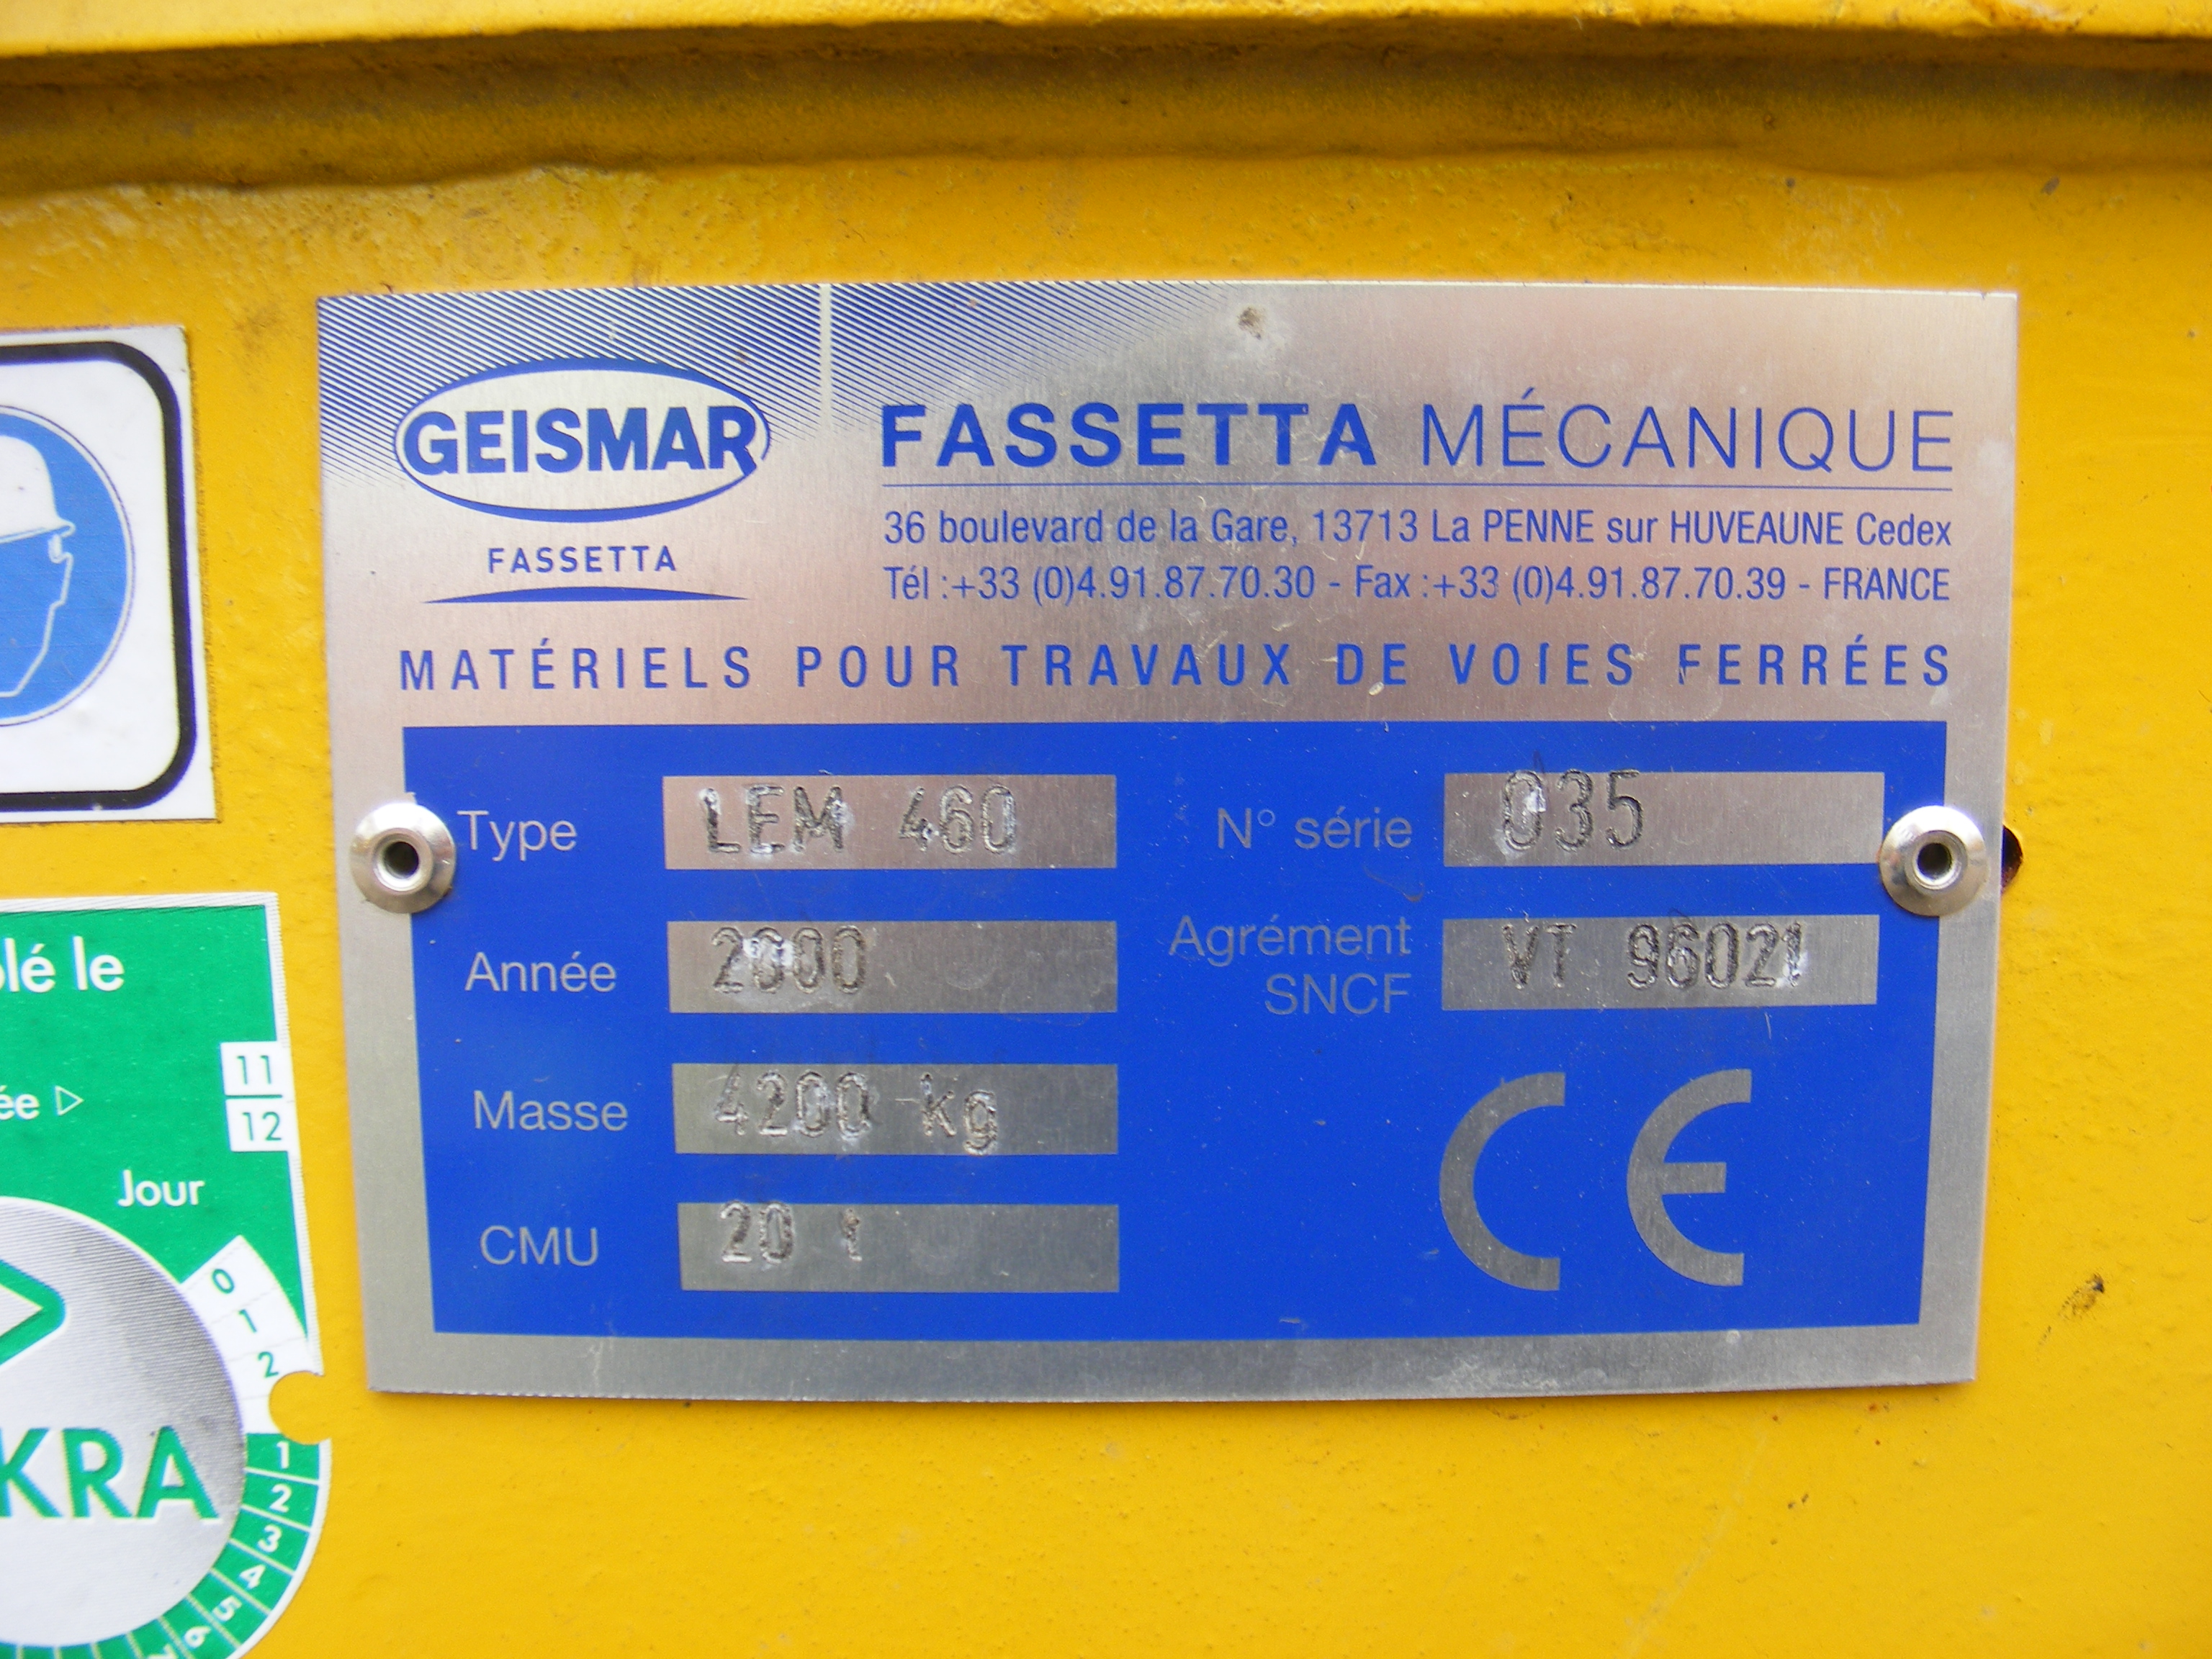 GEISMAR
FASSETTA
FASSETTA MÉCANIQUE
36 boulevard de la Gare, 13713 La PENNE sur HUVEAUNE Cedex
Tél :+33 (0)4.91.87.70.30 - Fax :+33 (0)4.91.87.70.39 - FRANCE
MATÉRIELS POUR TRAVAUX DE VOIES FERRÉES
Type LEM 460
N° série 035
Année 2000
Agrément
SNCF VT 96021
Masse 4200 kg
CMU 20 t
CE
le
11
12
Jour
0
1
2
KRA
1
2
3
4
5
6